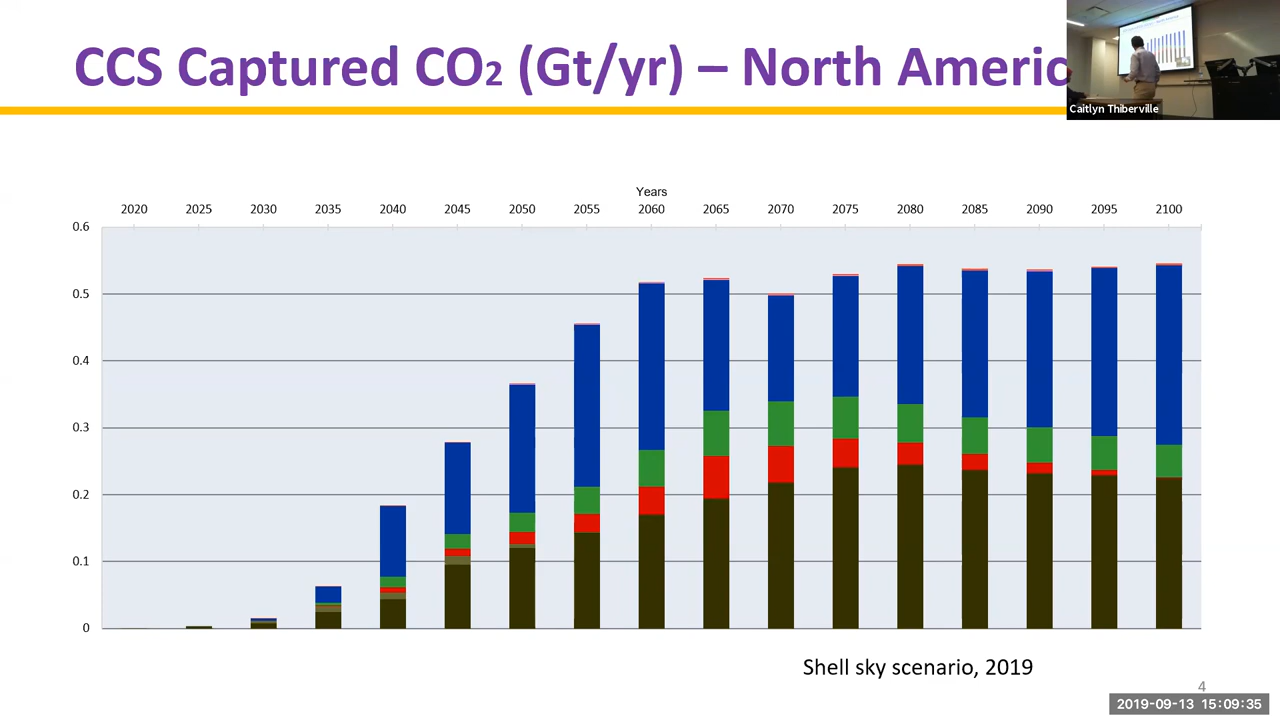 CCS Captured CO2 (Gt/yr) – North Americ
Caitlyn Thiberville
Years
2020 2025 2030 2035 2040 2045 2050 2055 2060 2065 2070 2075 2080 2085 2090 2095 2100
0.6
0.5
0.4
0.3
0.2
0.1
0
Shell sky scenario, 2019
4
2019-09-13 15:09:35